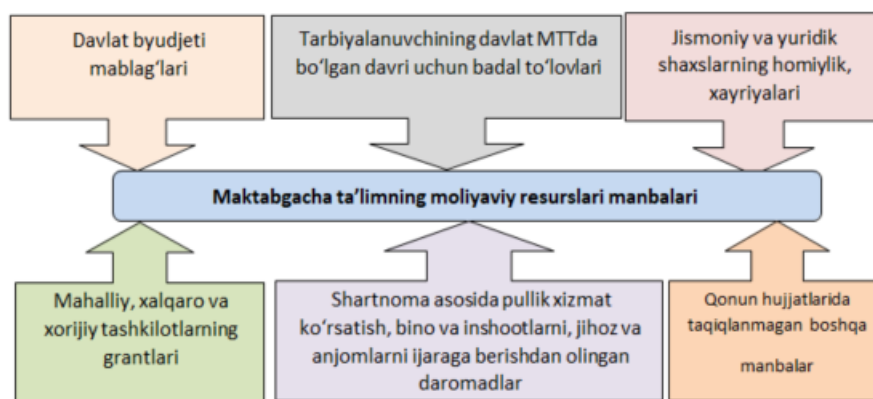 Davlat byudjeti
mablag‘lari
Tarbiyalanuvchining davlat MTTda
bo‘lgan davri uchun badal to‘lovlari
Jismoniy va yuridik
shaxslarning homiylik,
xayriyalari
Maktabgacha ta’limning moliyaviy resurslari manbalari
Mahalliy, xalqaro va
xorijiy tashkilotlarning
grantlari
Shartnoma asosida pullik xizmat
ko‘rsatish, bino va inshootlarni, jihoz va
anjomlarni ijaraga berishdan olingan
daromadlar
Qonun hujjatlarida
taqiqlanmagan boshqa
manbalar